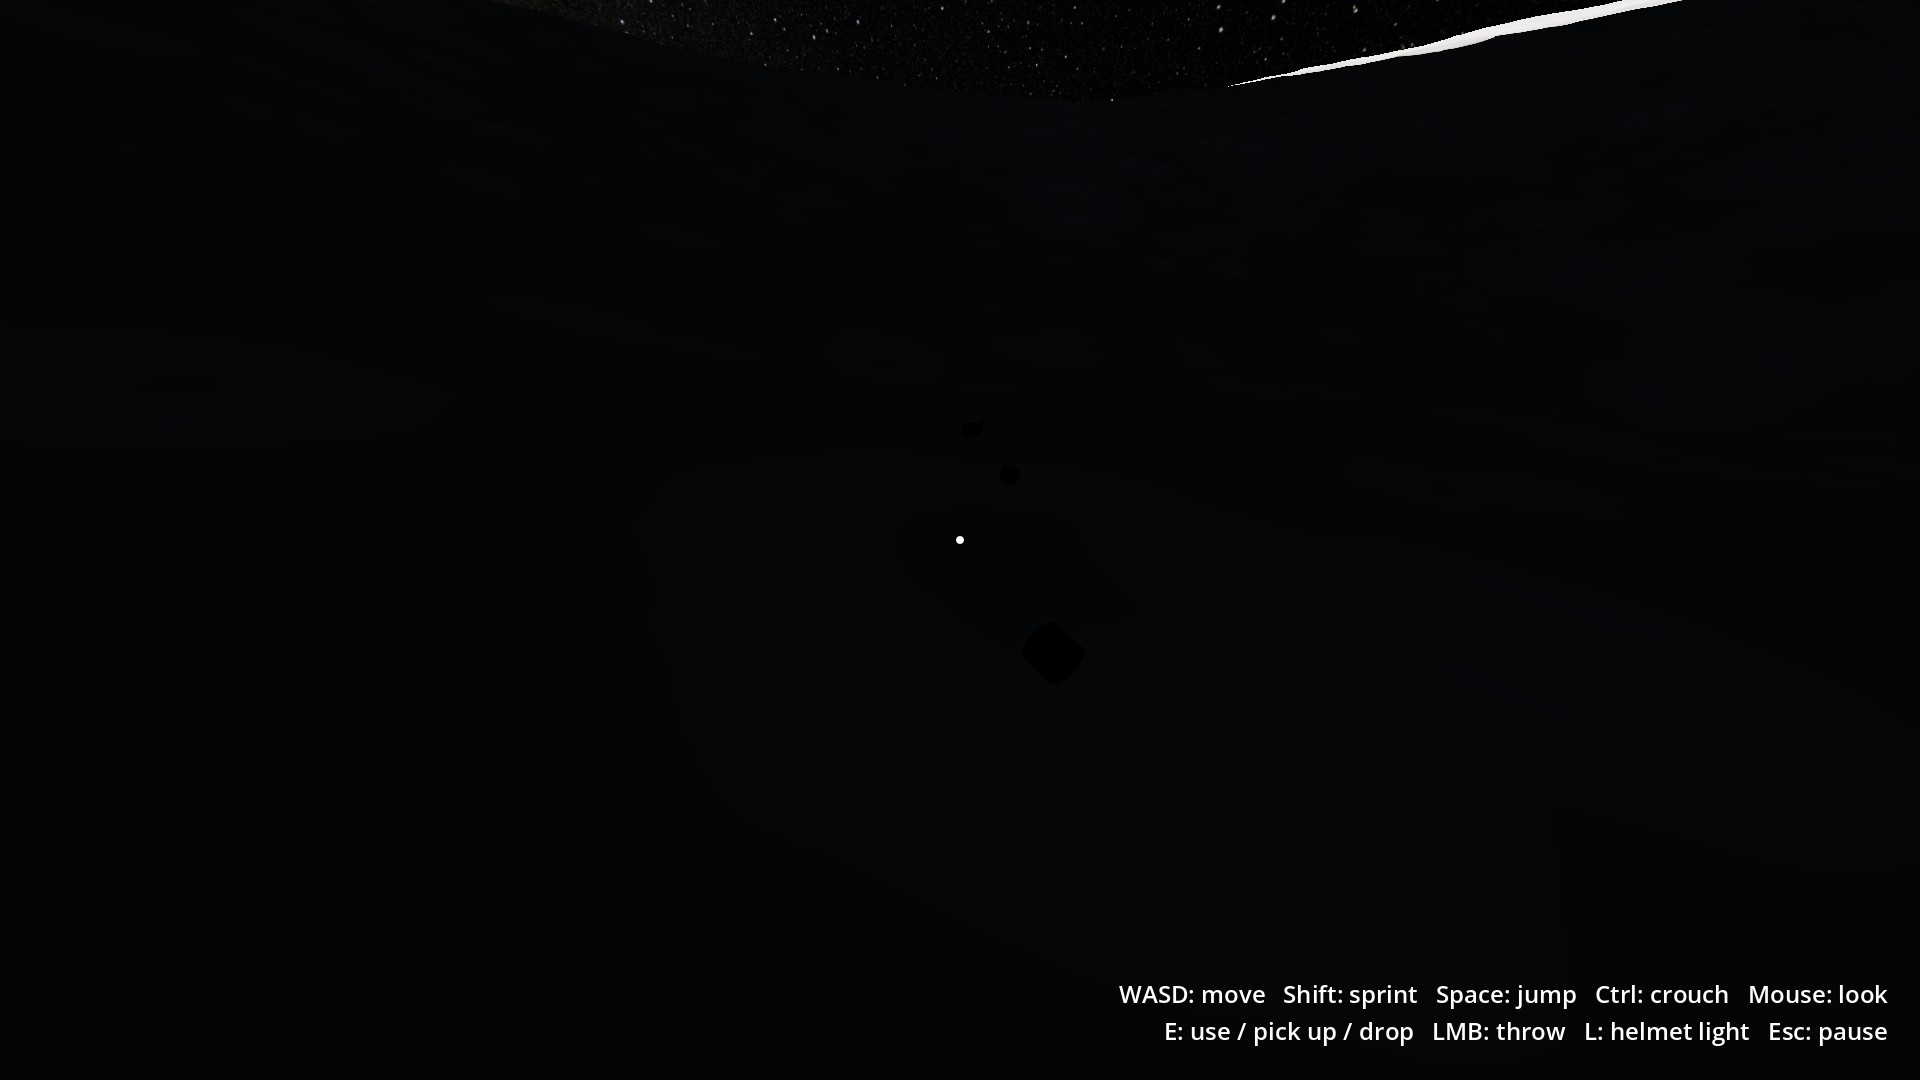 WASD: move Shift: sprint Space: jump Ctrl: crouch Mouse: look
E: use / pick up / drop LMB: throw L: helmet light Esc: pause